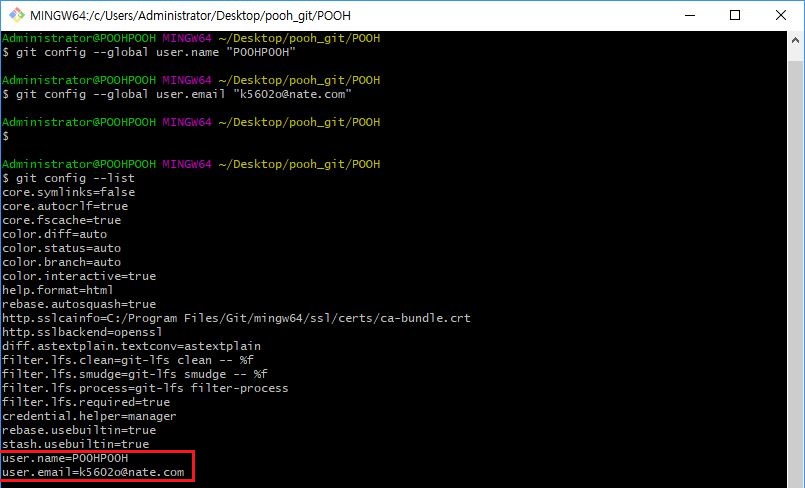 MINGW64:/c/Users/Administrator/Desktop/pooh_git/POOH
Administrator@POOHPOOH MINGW64 ~/Desktop/pooh_git/POOH
$ git config --global user.name "POOHPOOH"
Administrator@POOHPOOH MINGW64 ~/Desktop/pooh_git/POOH
$ git config --global user.email "k5602o@nate.com"
Administrator@POOHPOOH MINGW64 ~/Desktop/pooh_git/POOH
$
Administrator@POOHPOOH MINGW64 ~/Desktop/pooh_git/POOH
$ git config --list
core.symlinks=false
core.autocrlf=true
core.fscache=true
color.diff=auto
color.status=auto
color.branch=auto
color.interactive=true
help.format=html
rebase.autosquash=true
http.sslcainfo=C:/Program Files/Git/mingw64/ssl/certs/ca-bundle.crt
http.sslbackend=openssl
diff.astextplain.textconv=astextplain
filter.lfs.clean=git-lfs clean -- %f
filter.lfs.smudge=git-lfs smudge -- %f
filter.lfs.process=git-lfs filter-process
filter.lfs.required=true
credential.helper=manager
rebase.usebuiltin=true
stash.usebuiltin=true
user.name=POOHPOOH
user.email=k5602o@nate.com